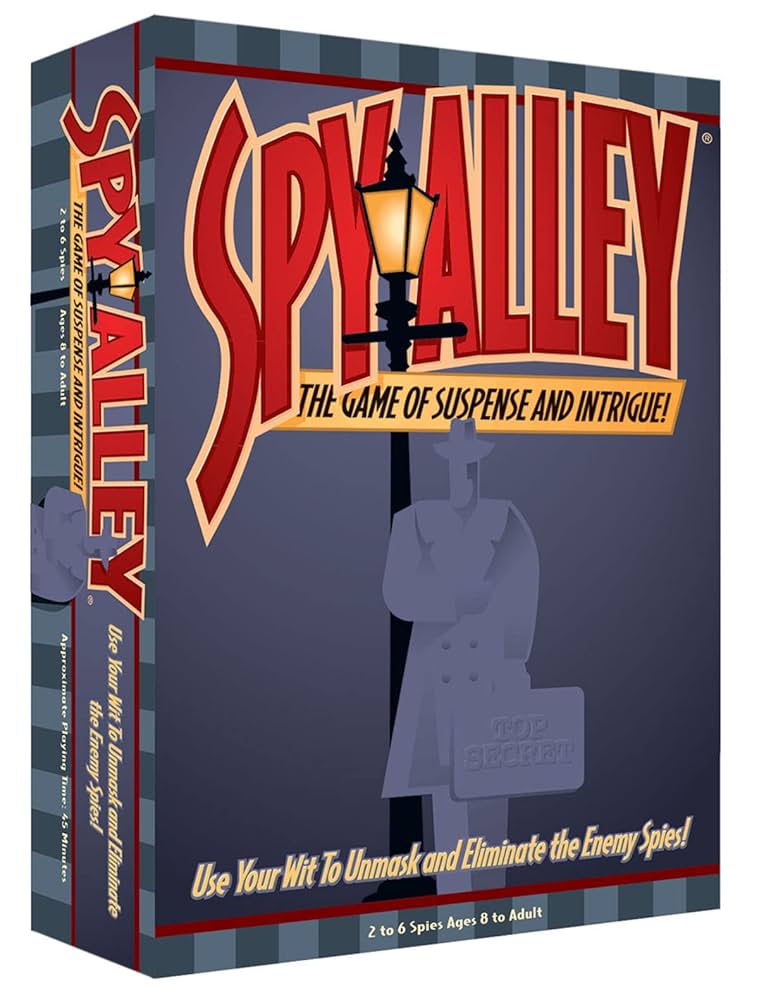 SPY ALLEY®
THE GAME OF SUSPENSE AND INTRIGUE!
TOP
SECRET
Use Your Wit To Unmask and Eliminate the Enemy Spies!
2 to 6 Spies Ages 8 to Adult
SPY ALLEY®
THE GAME OF SUSPENSE AND INTRIGUE!
2 to 6 Spies Ages 8 to Adult
Use Your Wit To Unmask and Eliminate
the Enemy Spies!
Approximate Playing Time: 45 Minutes